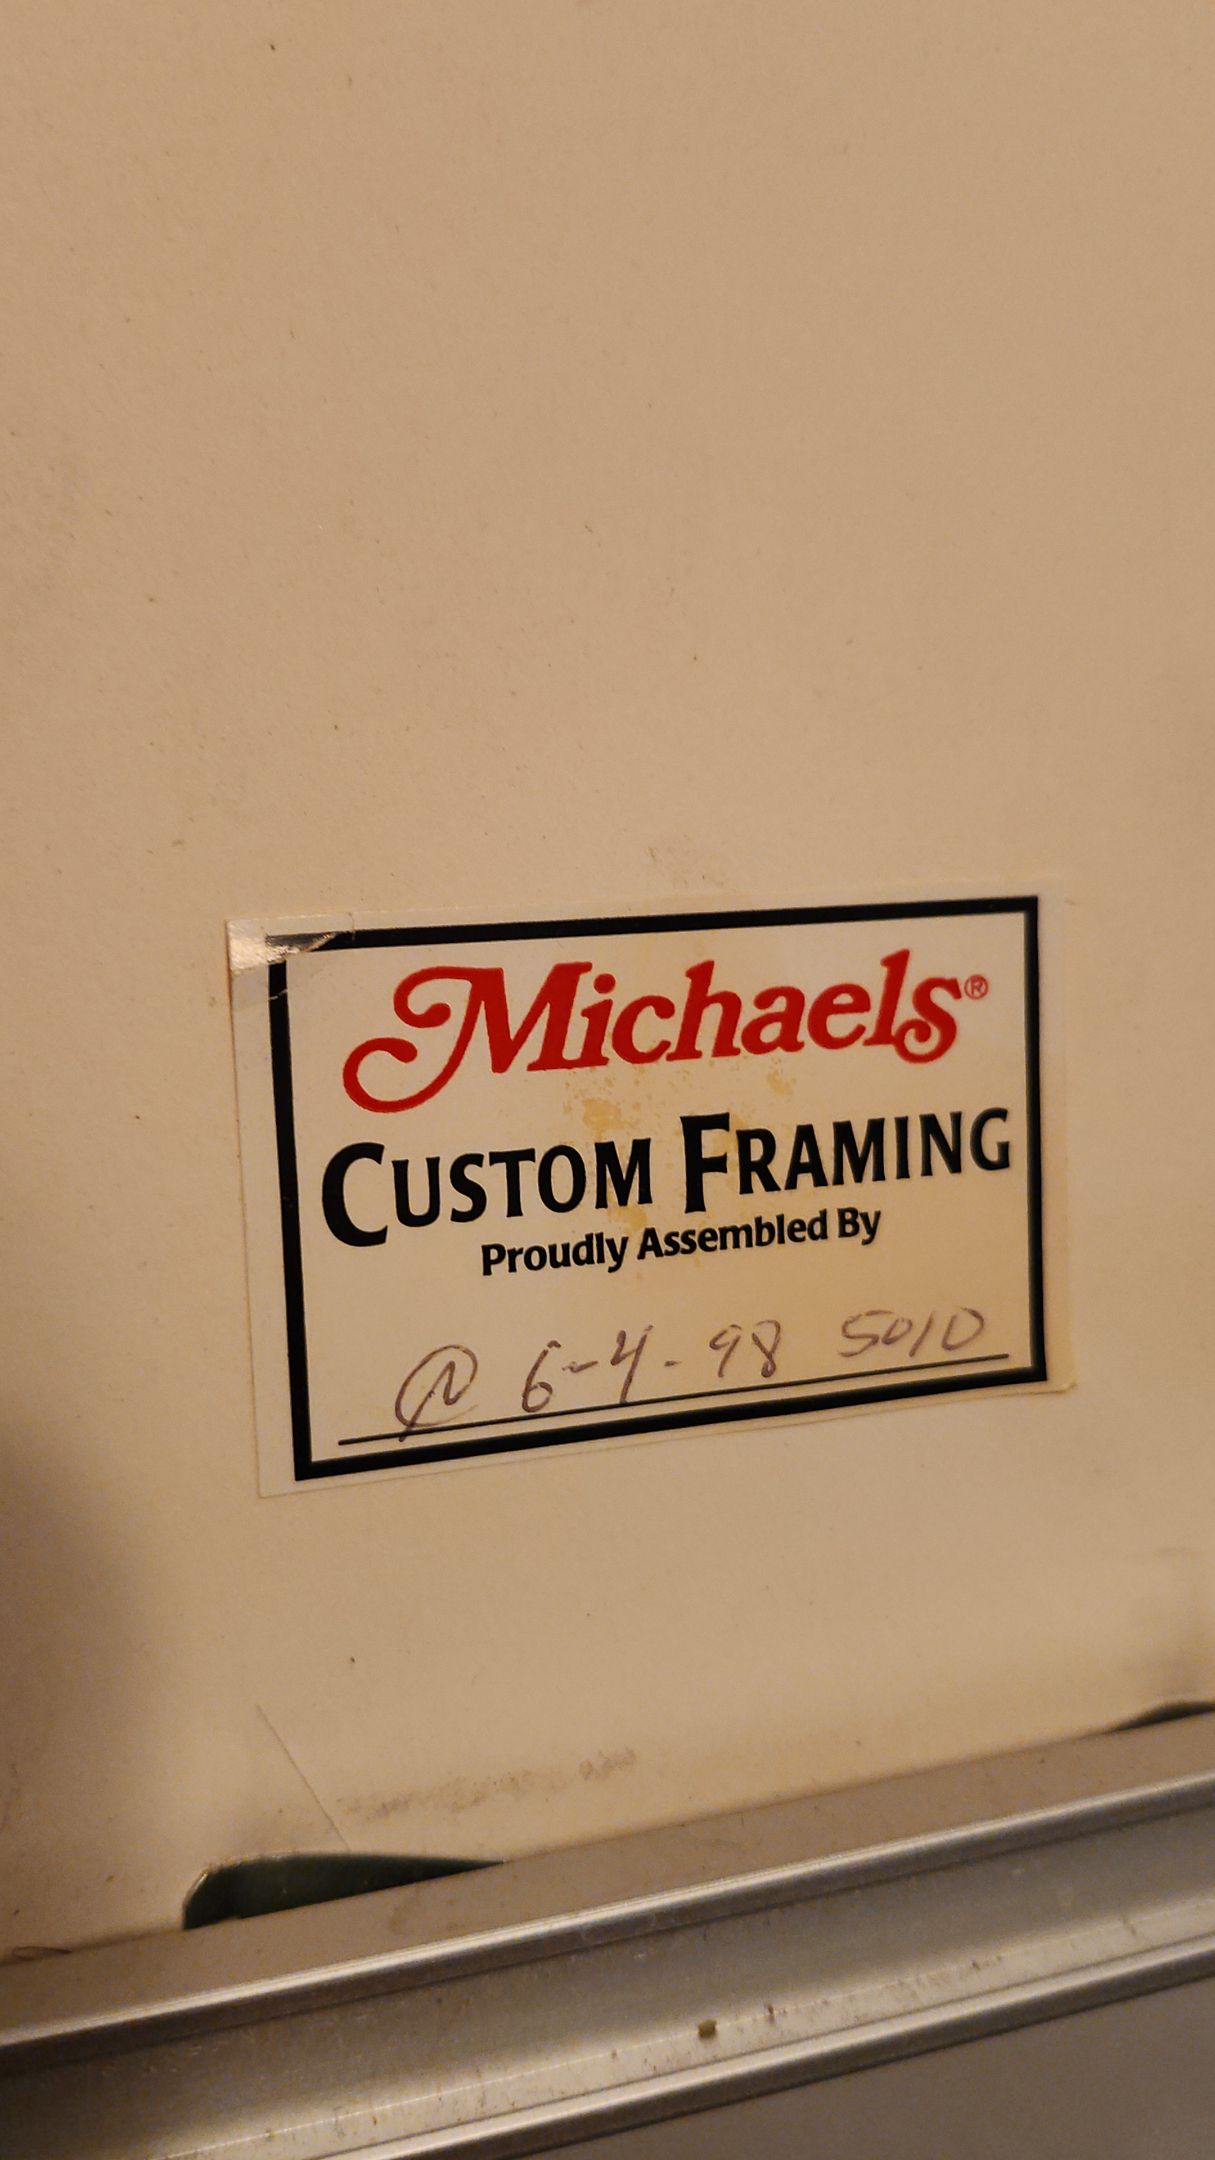 Michaels®
CUSTOM FRAMING
Proudly Assembled By
6-4-98 5010